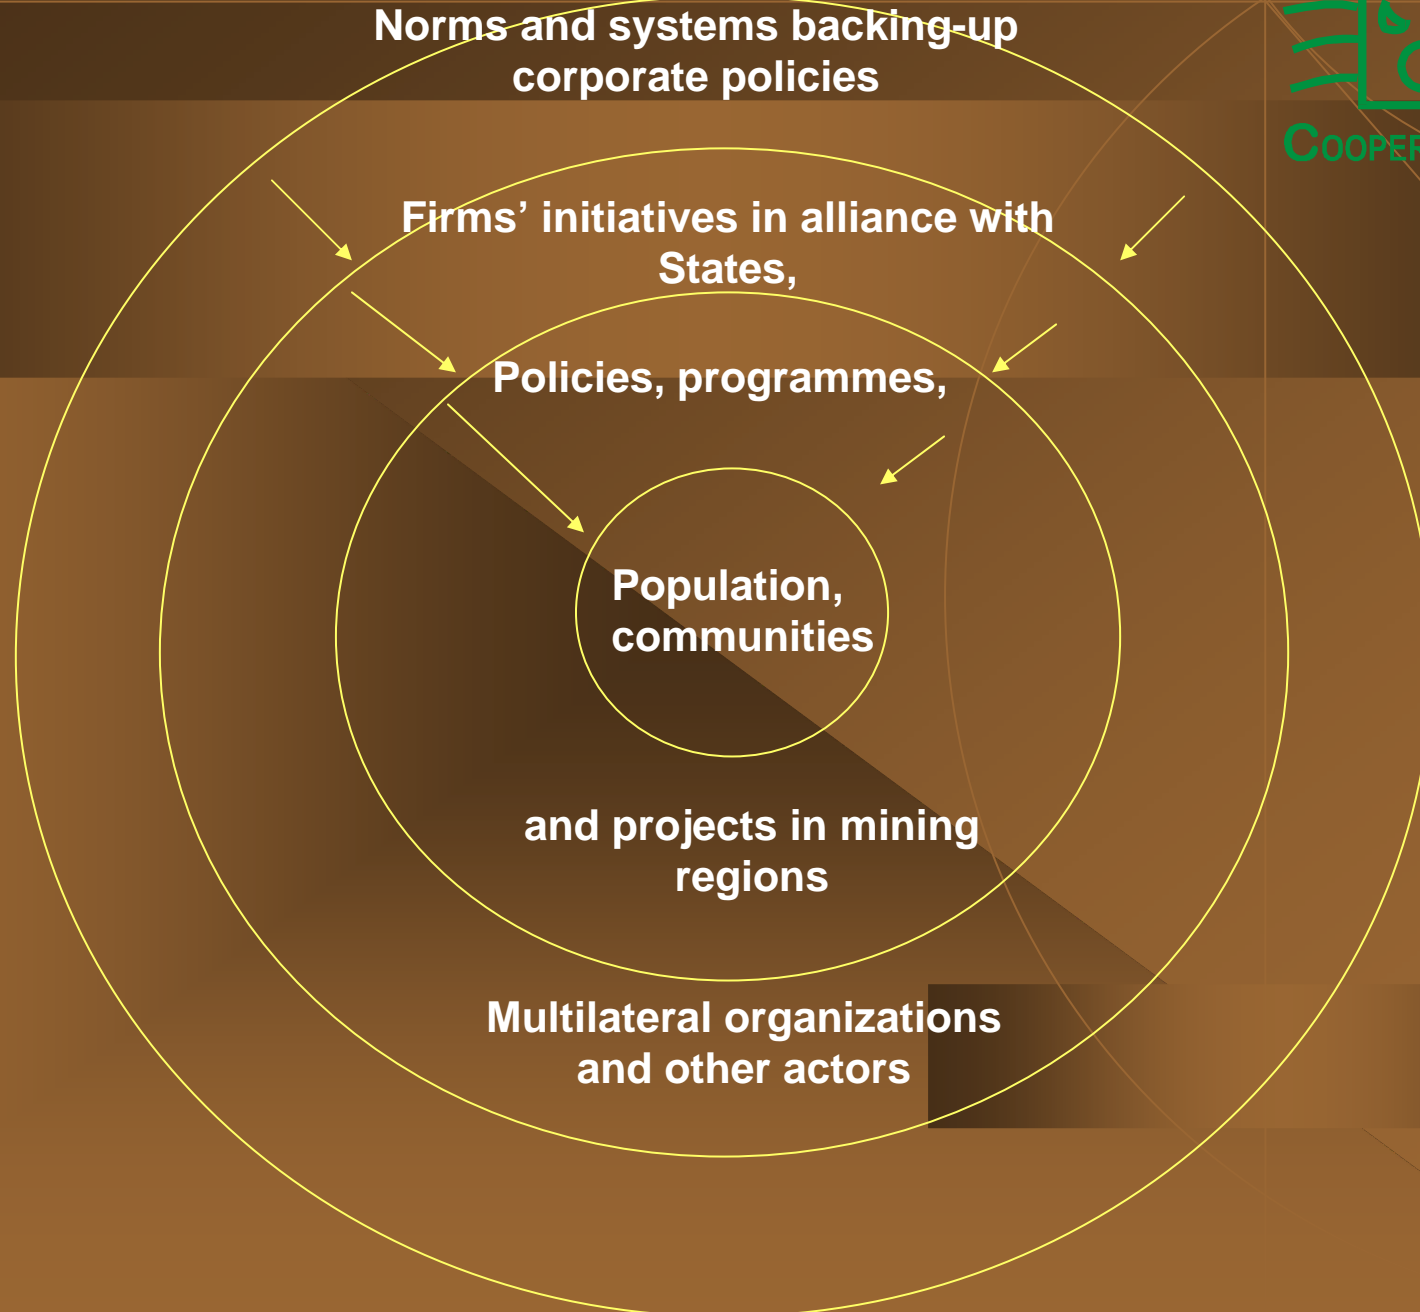 Norms and systems backing-up
corporate policies
Firms’ initiatives in alliance with
States,
Policies, programmes,
Population,
communities
and projects in mining
regions
Multilateral organizations
and other actors